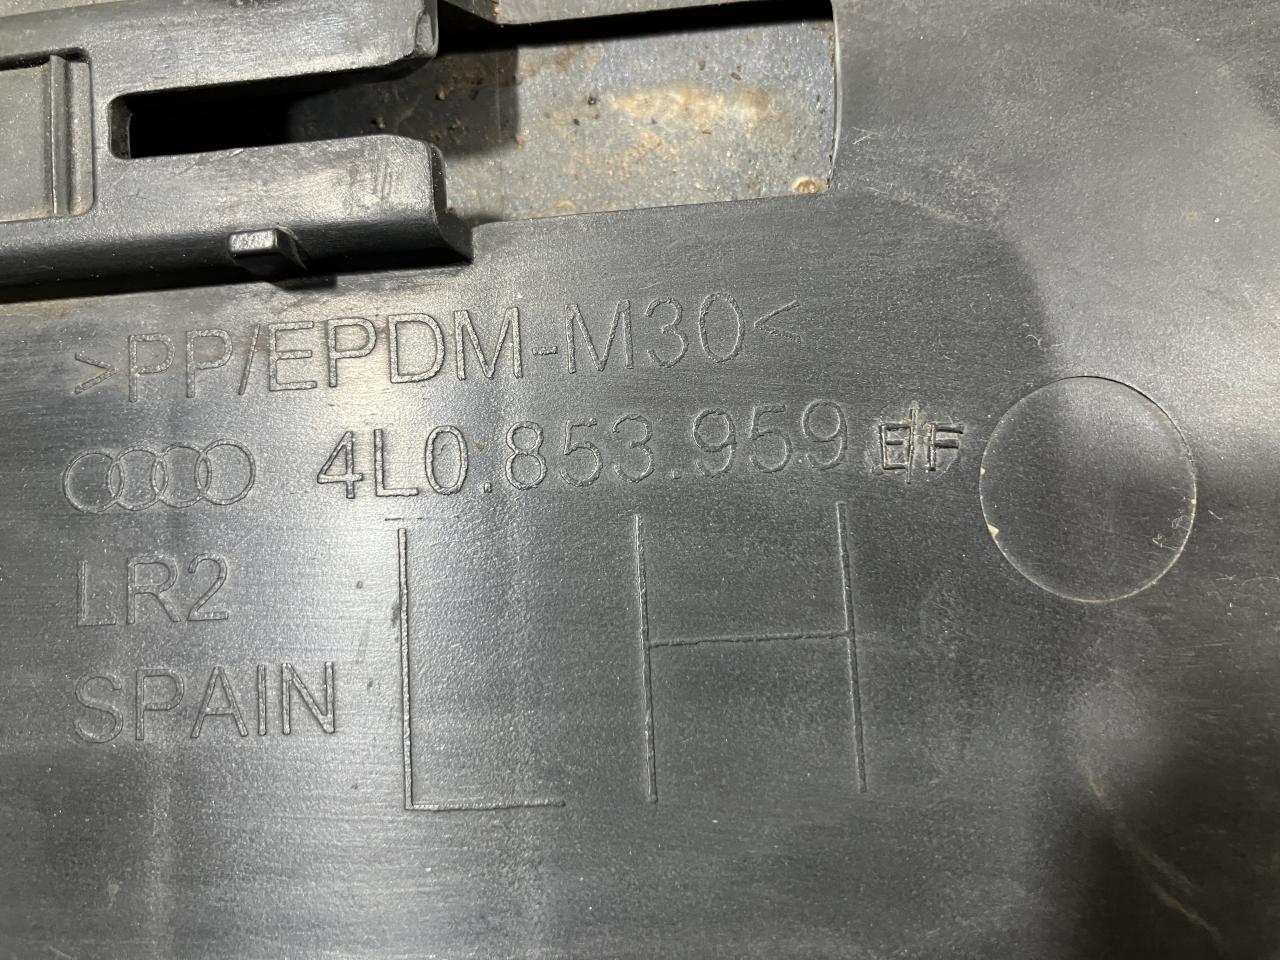 >PP/EPDM-M30<
4L0.853.959
LR2
SPAIN
LH